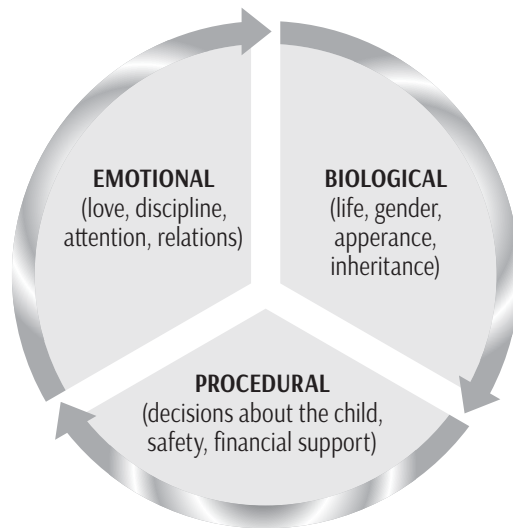 EMOTIONAL
(love, discipline,
attention, relations)
BIOLOGICAL
(life, gender,
apperance,
inheritance)
PROCEDURAL
(decisions about the child,
safety, financial support)